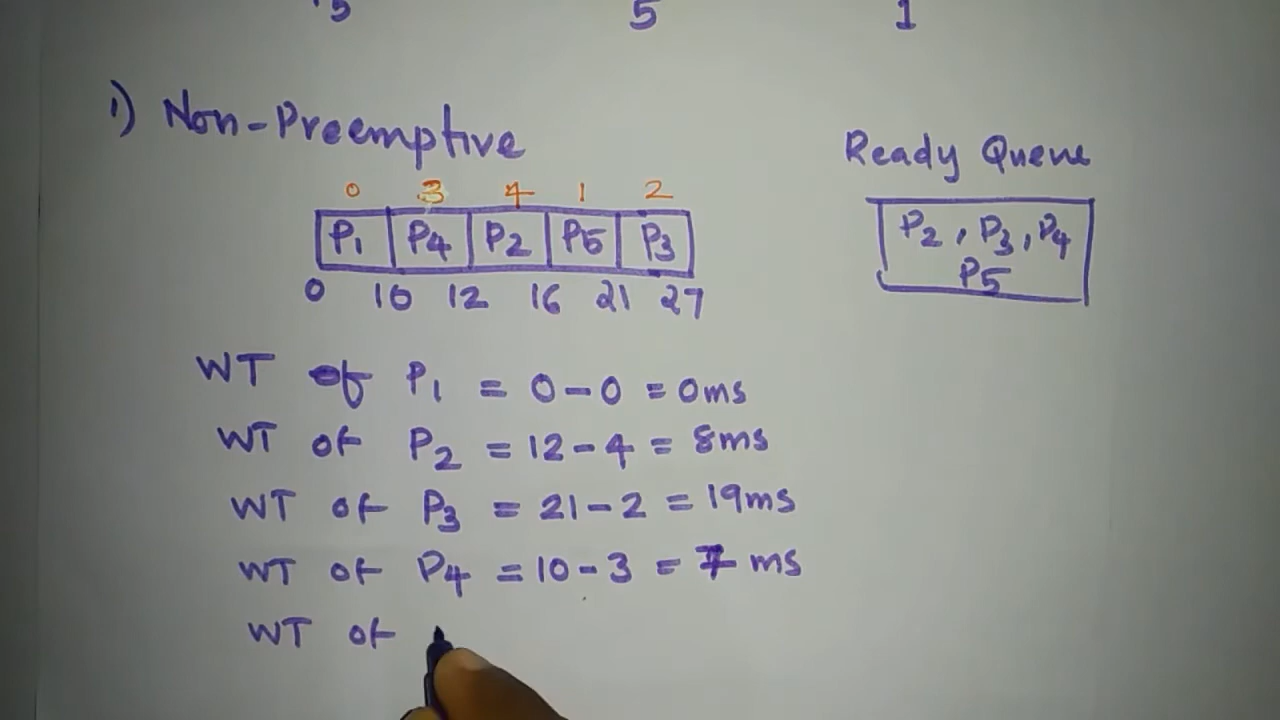 5 5 1
1) Non-Preemptive
Ready Queue
0 3 4 1 2
P1 P4 P2 P5 P3
P2, P3, P4
P5
0 10 12 16 21 27
WT of P1 = 0-0 = 0ms
WT of P2 = 12-4 = 8ms
WT of P3 = 21-2 = 19ms
WT of P4 = 10-3 = 7 ms
WT of